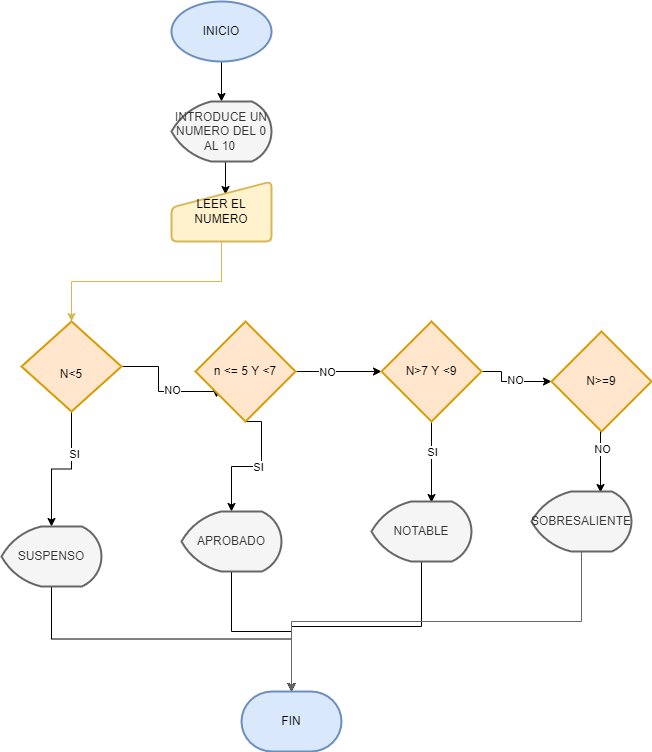 INICIO
INTRODUCE UN
NUMERO DEL 0
AL 10
LEER EL
NUMERO
N<5
NO
n <= 5 Y <7
NO
N>7 Y <9
NO
N>=9
SI
SI
SI
NO
SUSPENSO
APROBADO
NOTABLE
SOBRESALIENTE
FIN